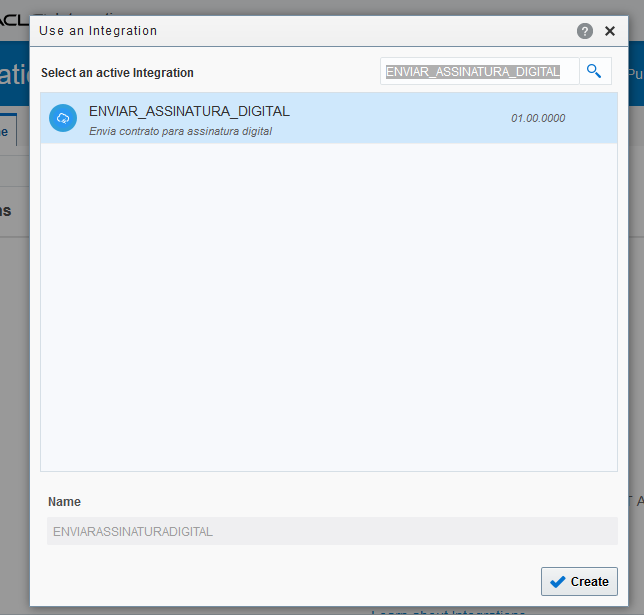 Use an Integration
Select an active Integration
ENVIAR_ASSINATURA_DIGITAL
ENVIAR_ASSINATURA_DIGITAL
01.00.0000
Envia contrato para assinatura digital
Name
ENVIARASSINATURADIGITAL
Create